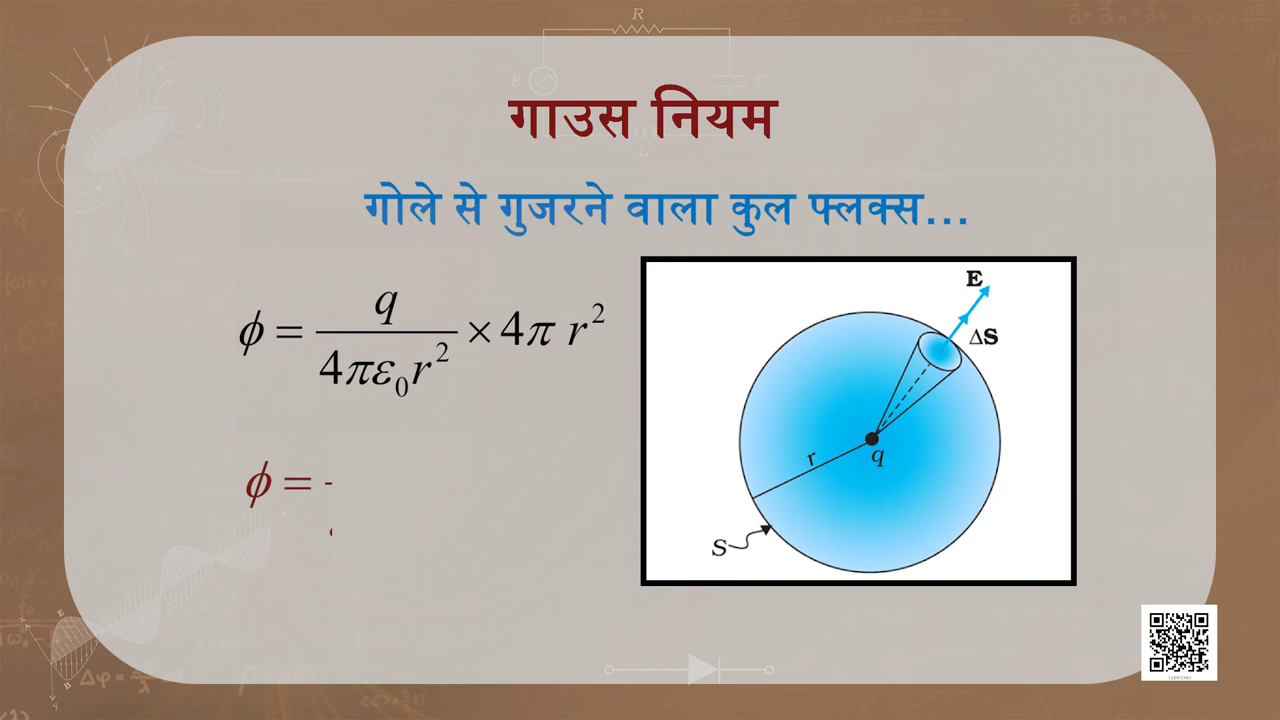 गाउस नियम
गोले से गुजरने वाला कुल फ्लक्स...
ϕ = q / 4πε₀r² × 4π r²
ϕ =
E
ΔS
r
q
S
R
ε
C
L
E
B